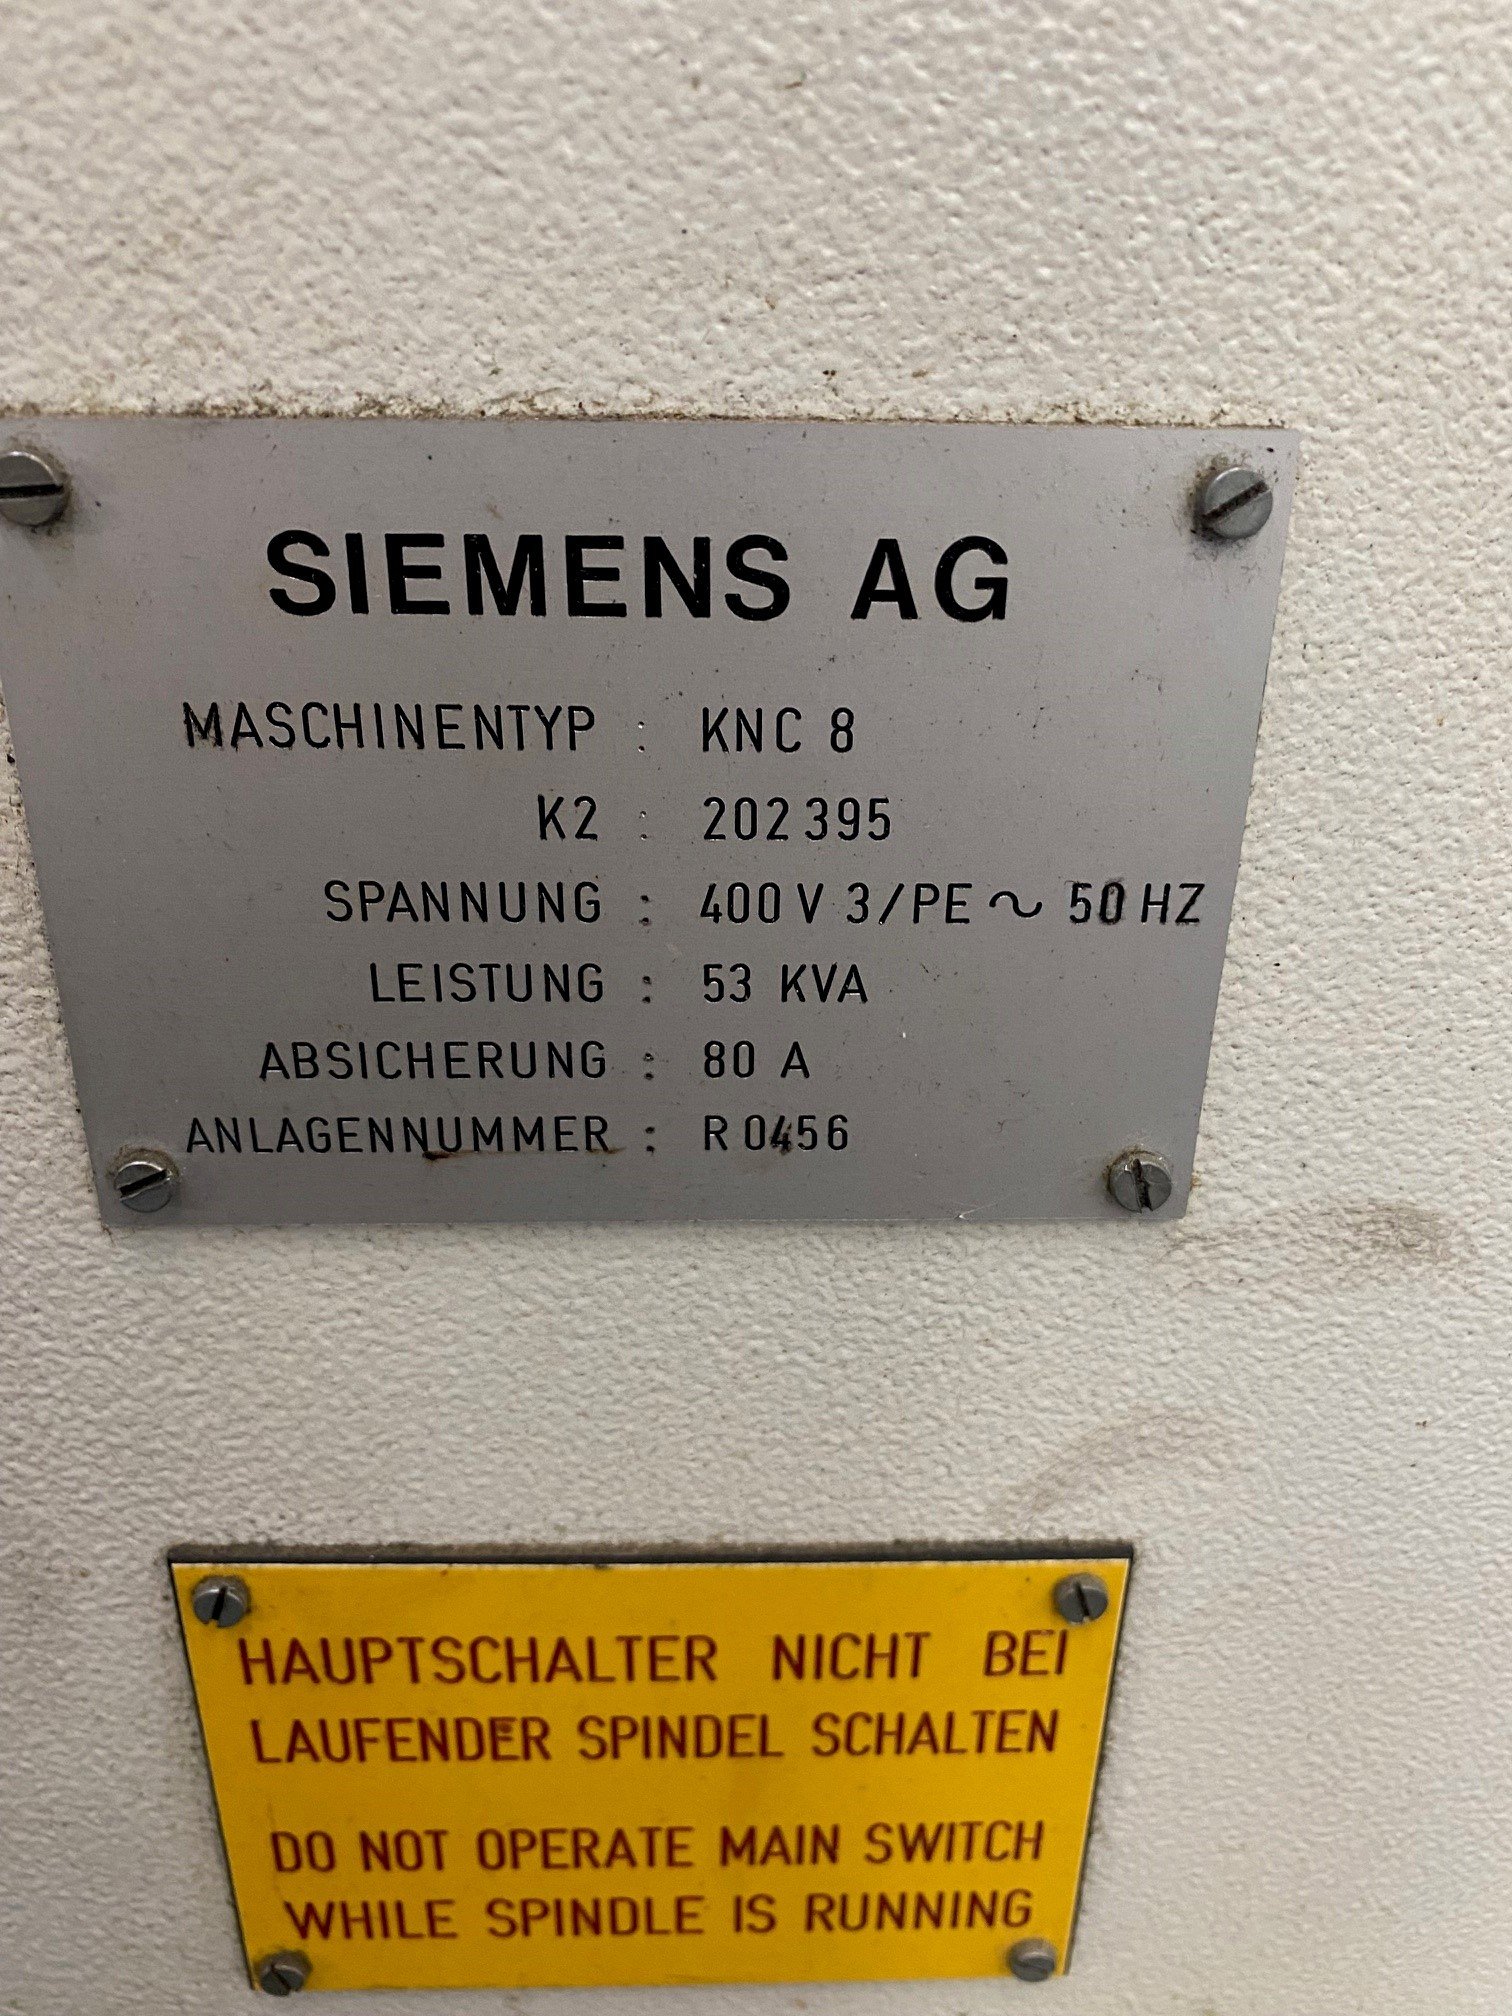 SIEMENS AG
MASCHINENTYP : KNC 8
K2 : 202 395
SPANNUNG : 400 V 3/PE ~ 50 HZ
LEISTUNG : 53 KVA
ABSICHERUNG : 80 A
ANLAGENNUMMER : R 0456
HAUPTSCHALTER NICHT BEI
LAUFENDER SPINDEL SCHALTEN
DO NOT OPERATE MAIN SWITCH
WHILE SPINDLE IS RUNNING